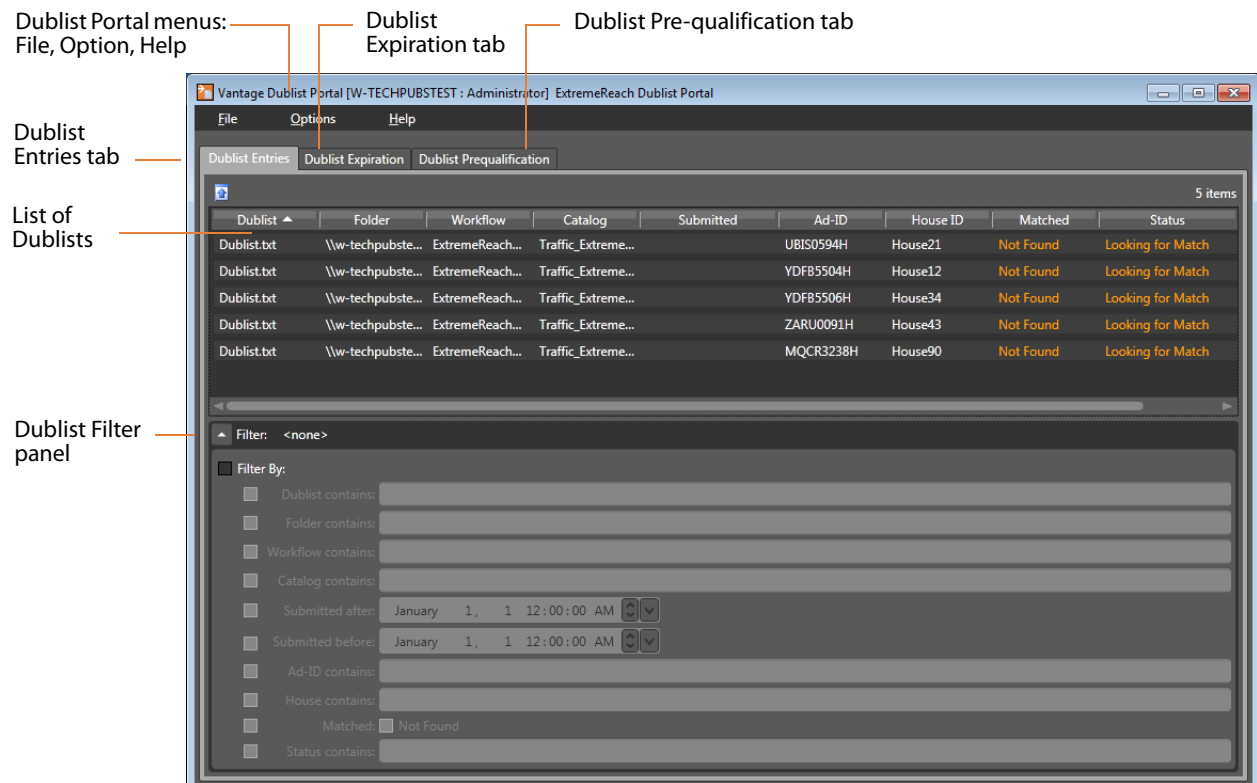 Dublist Portal menus:
File, Option, Help
Dublist
Expiration tab
Dublist Pre-qualification tab
Vantage Dublist Portal [W-TECHPUBSTEST : Administrator] ExtremeReach Dublist Portal
File Options Help
Dublist
Entries tab
Dublist Entries Dublist Expiration Dublist Prequalification
5 items
List of
Dublists
Dublist Folder Workflow Catalog Submitted Ad-ID House ID Matched Status
Dublist.txt \\w-techpubste... ExtremeReach... Traffic_Extreme... UBIS0594H House21 Not Found Looking for Match
Dublist.txt \\w-techpubste... ExtremeReach... Traffic_Extreme... YDFB5504H House12 Not Found Looking for Match
Dublist.txt \\w-techpubste... ExtremeReach... Traffic_Extreme... YDFB5506H House34 Not Found Looking for Match
Dublist.txt \\w-techpubste... ExtremeReach... Traffic_Extreme... ZARU0091H House43 Not Found Looking for Match
Dublist.txt \\w-techpubste... ExtremeReach... Traffic_Extreme... MQCR3238H House90 Not Found Looking for Match
Dublist Filter
panel
Filter: <none>
Filter By:
Dublist contains:
Folder contains:
Workflow contains:
Catalog contains:
Submitted after: January 1, 1 12:00:00 AM
Submitted before: January 1, 1 12:00:00 AM
Ad-ID contains:
House contains:
Matched: Not Found
Status contains: